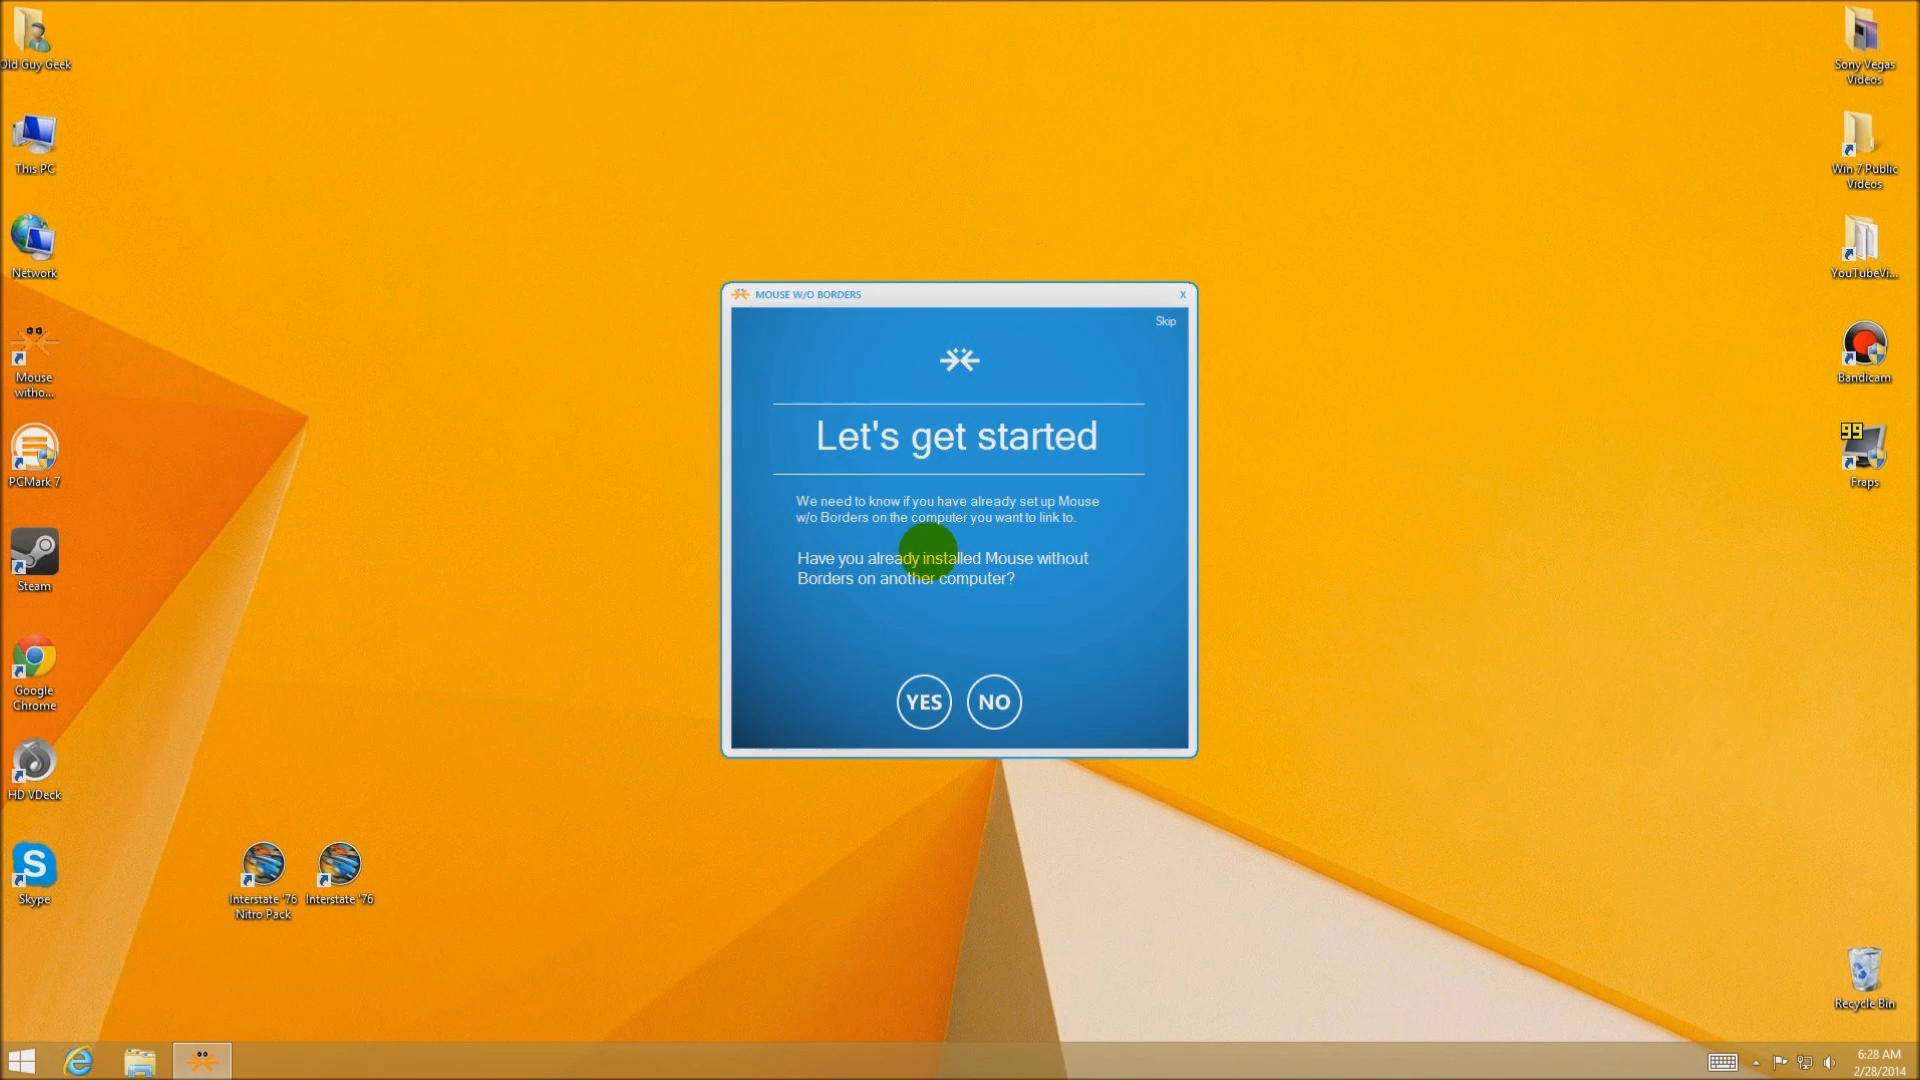 Old Guy Geek
This PC
Network
Mouse
witho...
PCMark 7
Steam
Google
Chrome
HD VDeck
S
Skype
Interstate '76
Nitro Pack
Interstate '76
MOUSE W/O BORDERS
X
Skip
Let's get started
We need to know if you have already set up Mouse
w/o Borders on the computer you want to link to.
Have you already installed Mouse without
Borders on another computer?
YES
NO
Sony Vegas
Videos
Win 7 Public
Videos
YouTubeVi...
Bandicam
99
Fraps
Recycle Bin
6:28 AM
2/28/2014